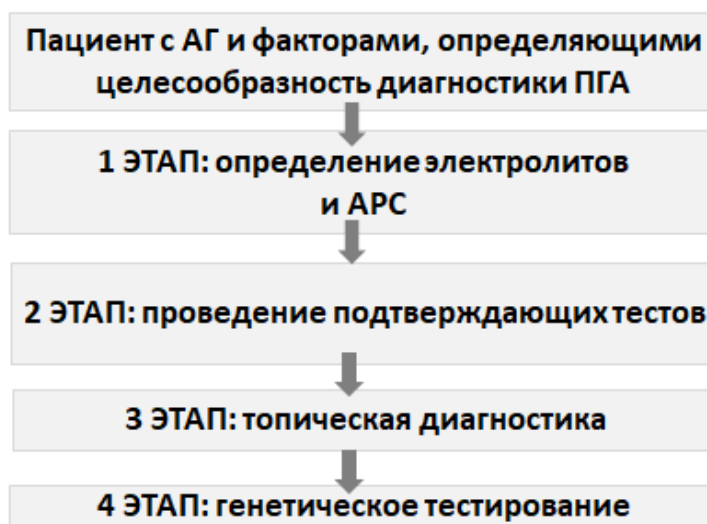 Пациент с АГ и факторами, определяющими
целесообразность диагностики ПГА
1 ЭТАП: определение электролитов
и АРС
2 ЭТАП: проведение подтверждающих тестов
3 ЭТАП: топическая диагностика
4 ЭТАП: генетическое тестирование